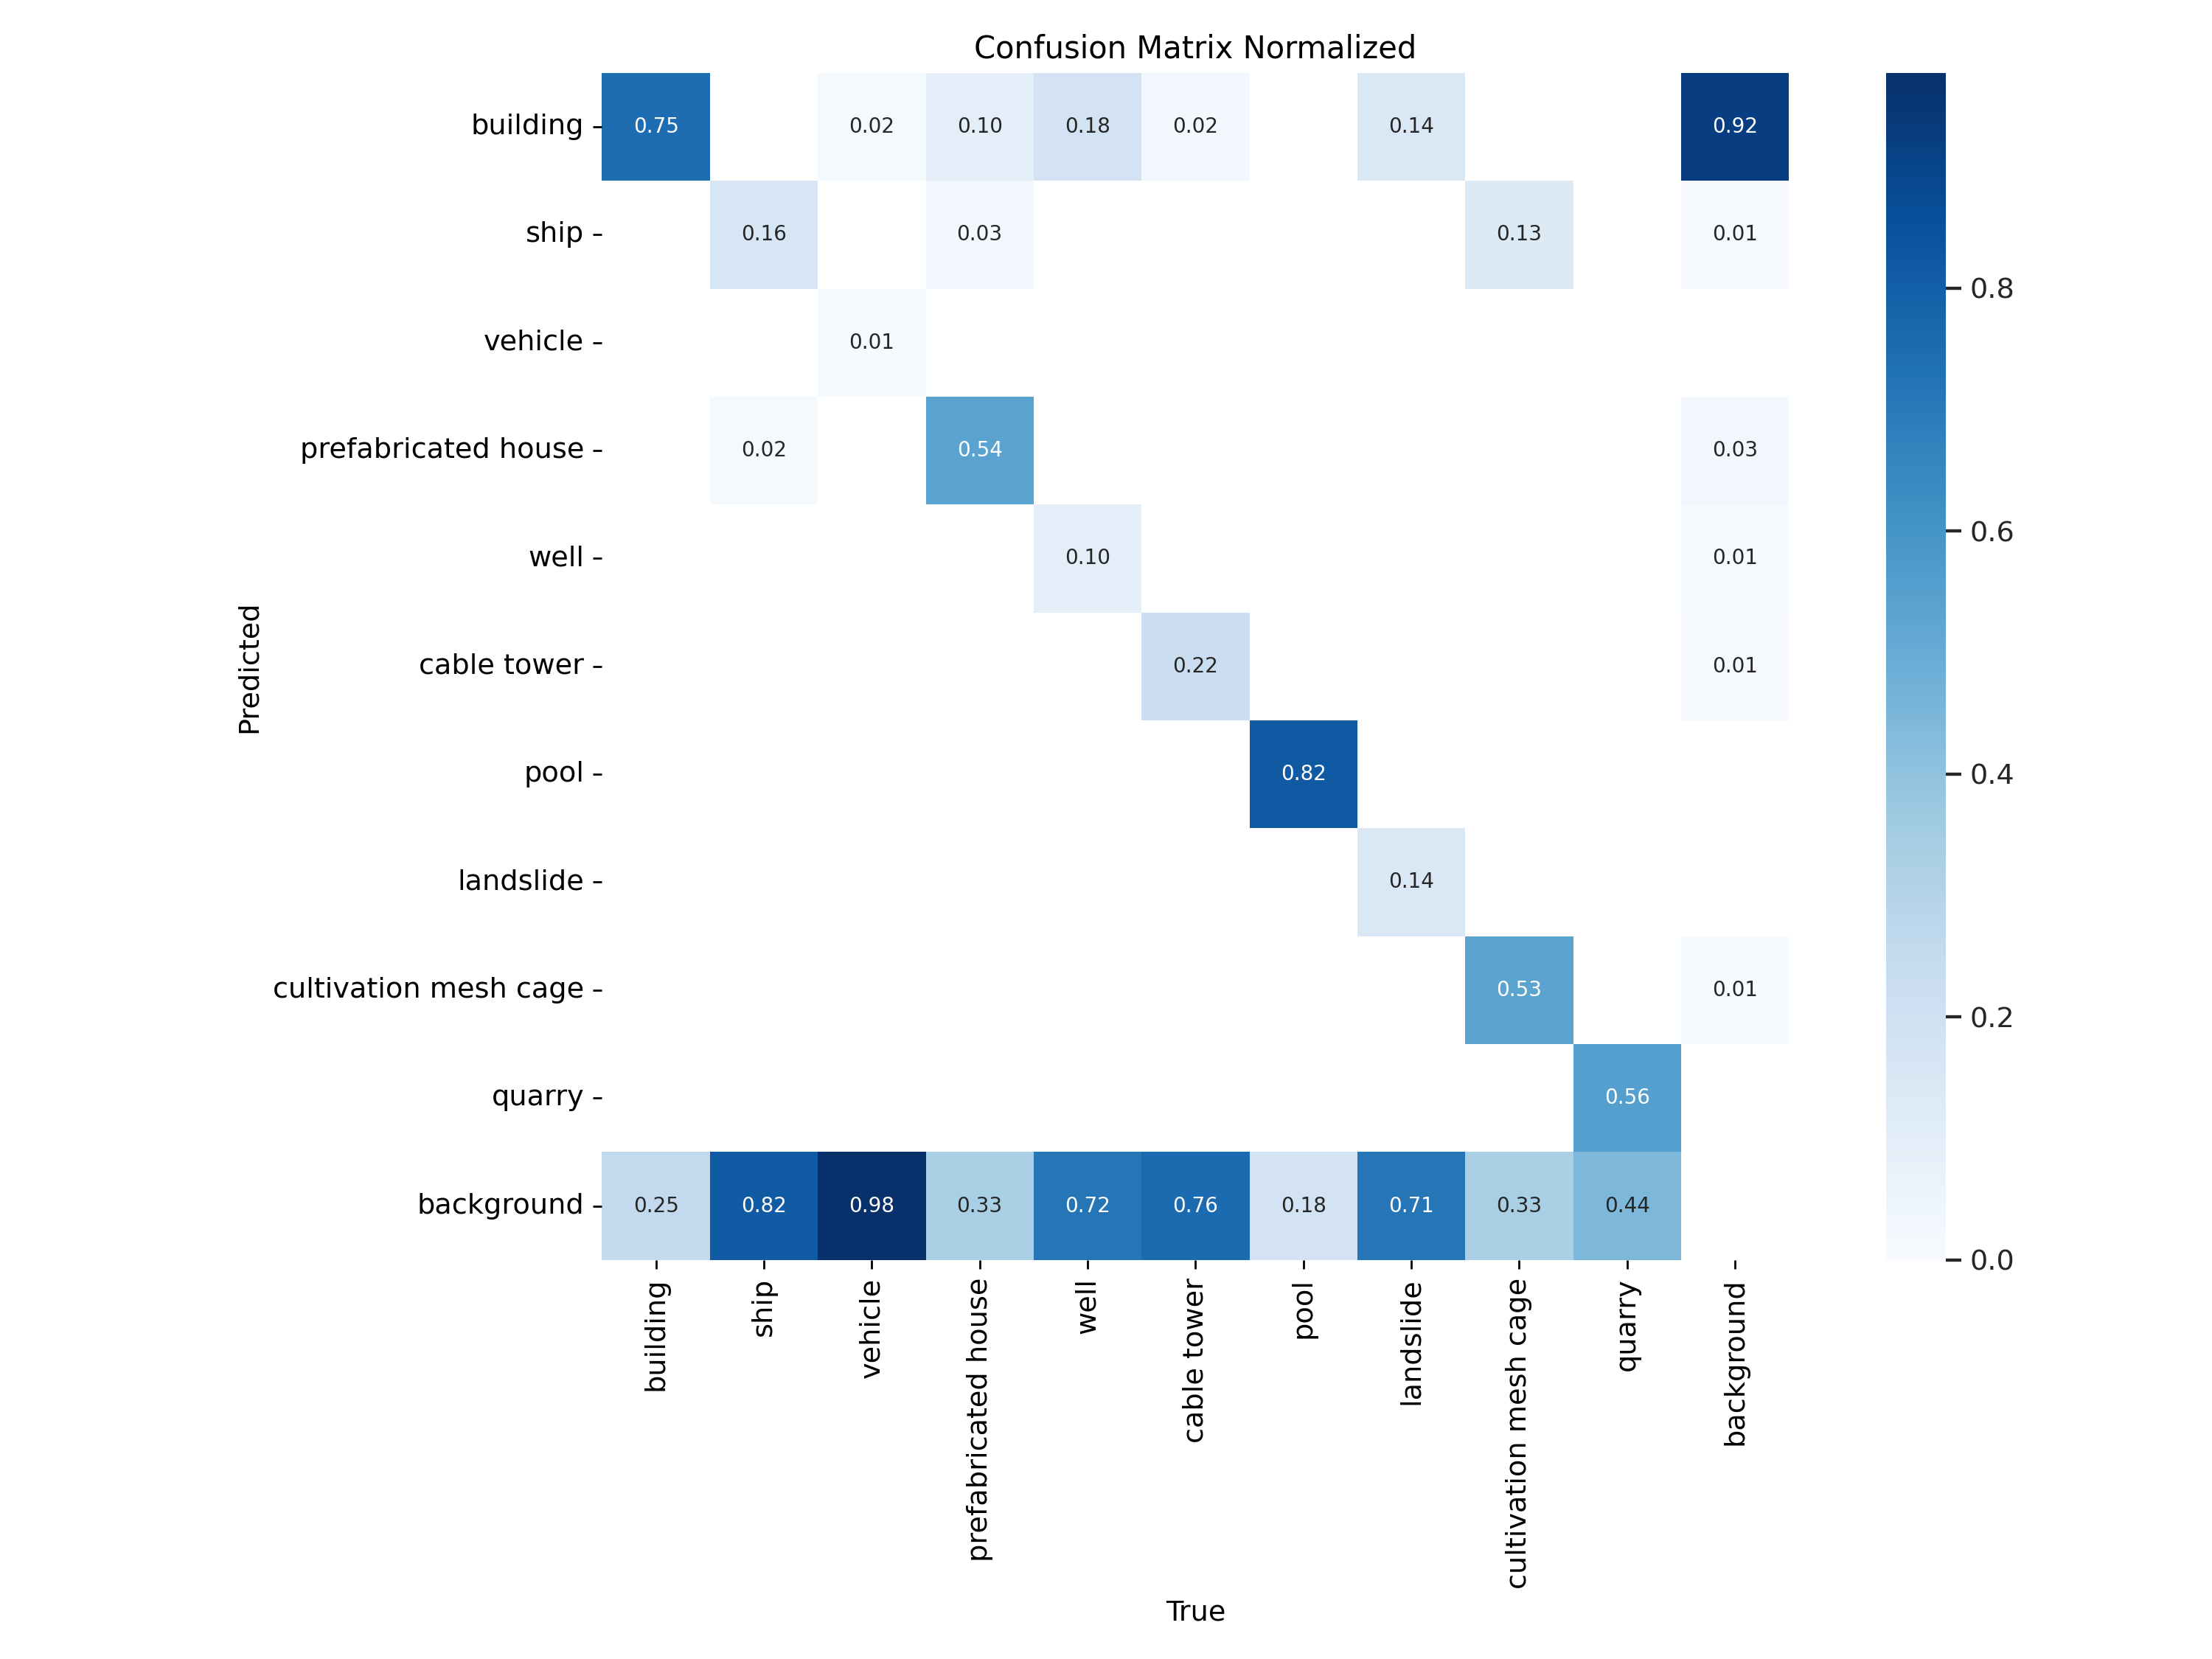 Confusion Matrix Normalized
building 0.75 0.02 0.10 0.18 0.02 0.14 0.92
ship 0.16 0.03 0.13 0.01
vehicle 0.01
prefabricated house 0.02 0.54 0.03
well 0.10 0.01
cable tower 0.22 0.01
pool 0.82
landslide 0.14
cultivation mesh cage 0.53 0.01
quarry 0.56
background 0.25 0.82 0.98 0.33 0.72 0.76 0.18 0.71 0.33 0.44
Predicted
building
ship
vehicle
prefabricated house
well
cable tower
pool
landslide
cultivation mesh cage
quarry
background
True
0.8
0.6
0.4
0.2
0.0